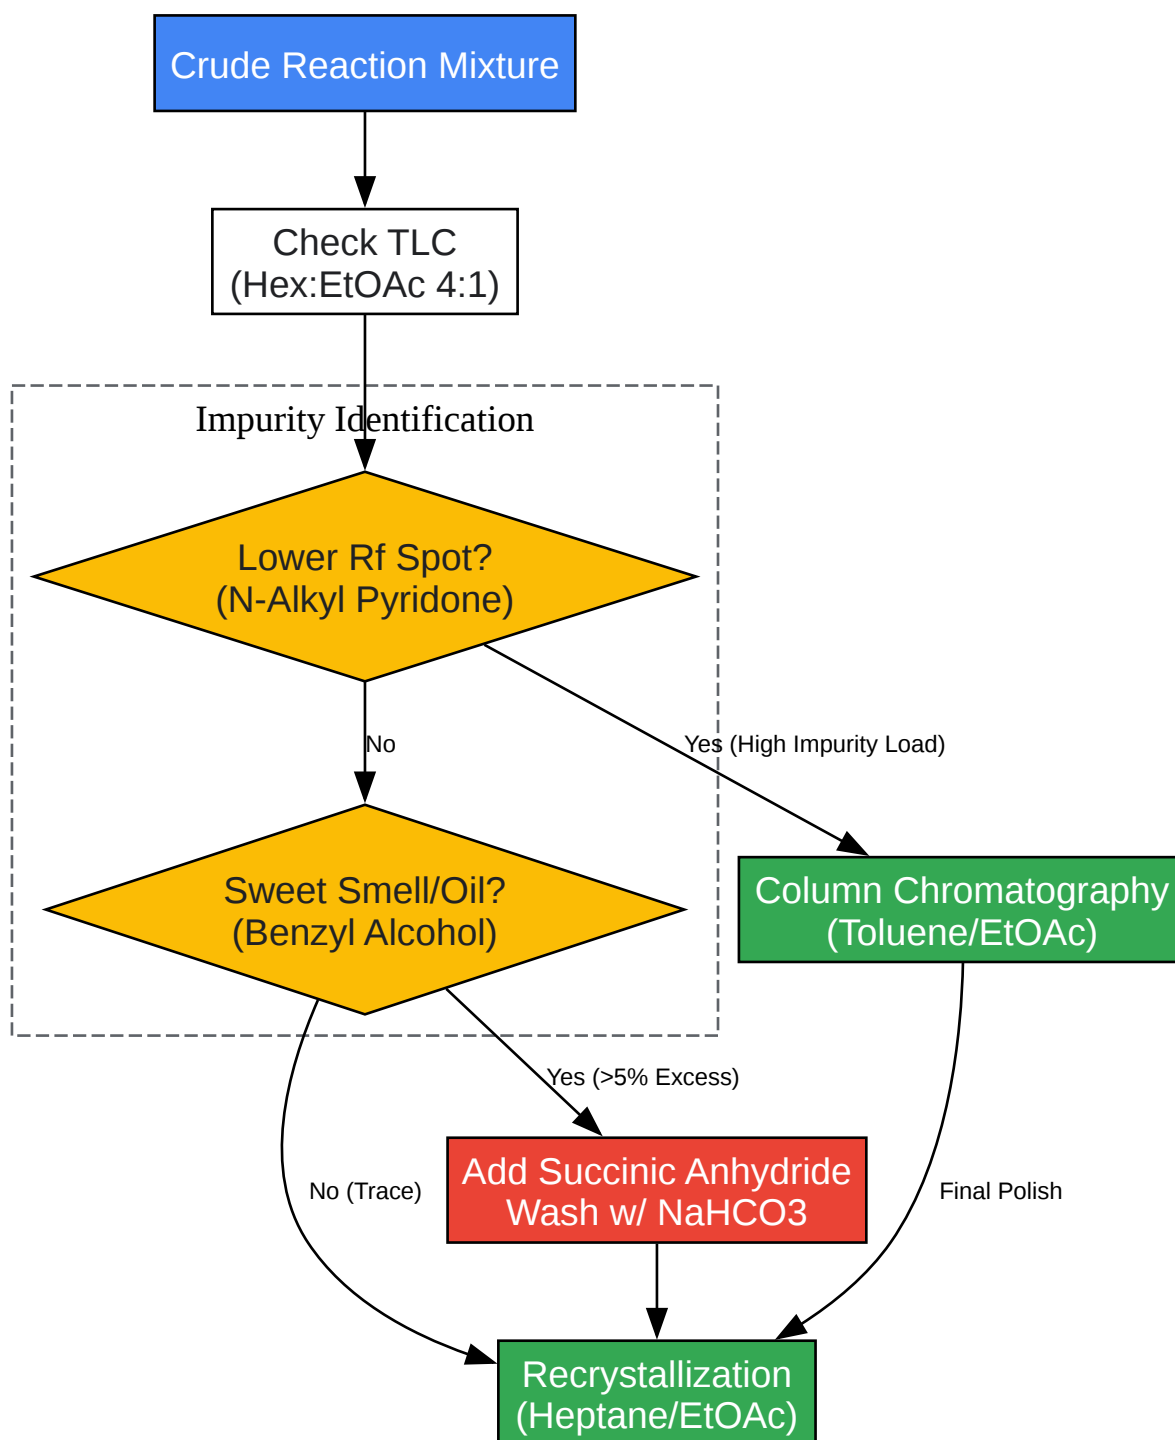 Crude Reaction Mixture
Check TLC
(Hex:EtOAc 4:1)
Impurity Identification
Lower Rf Spot?
(N-Alkyl Pyridone)
No
Yes (High Impurity Load)
Sweet Smell/Oil?
(Benzyl Alcohol)
Column Chromatography
(Toluene/EtOAc)
Yes (>5% Excess)
Add Succinic Anhydride
Wash w/ NaHCO3
No (Trace)
Final Polish
Recrystallization
(Heptane/EtOAc)